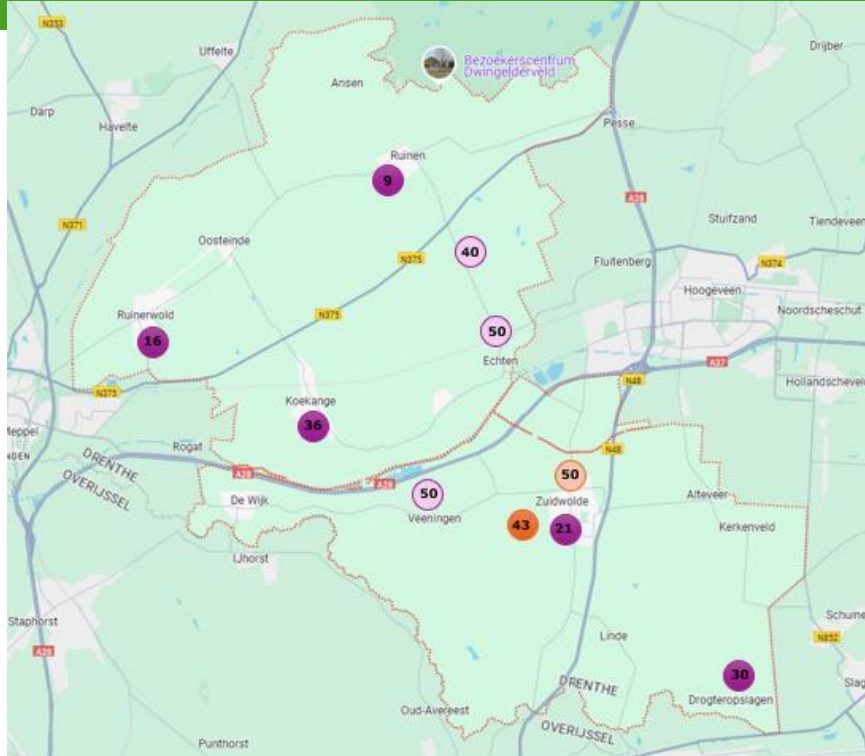 N353
Uffelte
Drijber
Bezoekerscentrum
Dwingelderveld
Ansen
Darp
Havelte
Pesse
Ruinen
9
A28
N371
Stuifzand
Tiendeveen
Oosteinde
40
N375
Fluitenberg
N374
Hoogeveen
Ruinerwold
N375
Noordscheschut
16
50
Echten
A37
N48
Hollandscheveld
N375
Koekange
36
Meppel
Rogat
DRENTHE
OVERIJSSEL
A28
A28
N48
50
De Wijk
50
Zuidwolde
Alteveer
Veeningen
43
21
Kerkenveld
IJhorst
Staphorst
Schuine
Linde
N852
A28
30
DRENTHE
Drogteropslagen
Slag
Oud-Avereest
OVERIJSSEL
Punthorst